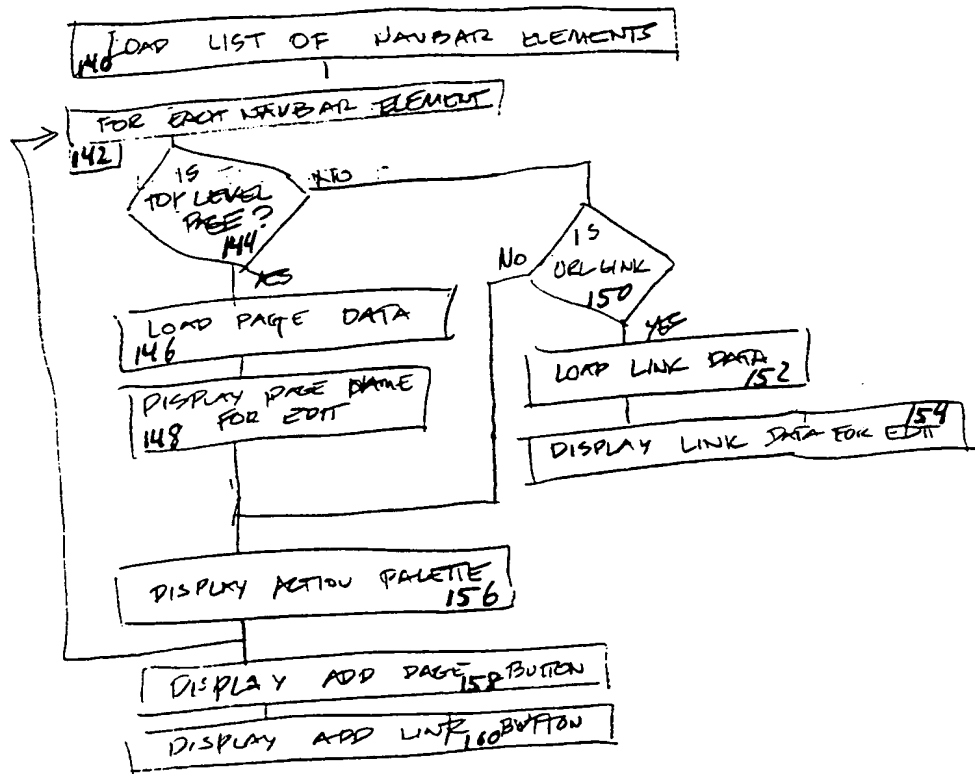 LOAD LIST OF NAVBAR ELEMENTS
140
FOR EACH NAVBAR ELEMENT
142
IS
TOP LEVEL
PAGE?
144
NO
YES
LOAD PAGE DATA
146
DISPLAY PAGE NAME
FOR EDIT
148
IS
URL LINK
150
No
YES
LOAD LINK DATA
152
154
DISPLAY LINK DATA FOR EDIT
DISPLAY ACTION PALETTE
156
DISPLAY ADD PAGE 158 BUTTON
DISPLAY ADD LINK 160 BUTTON